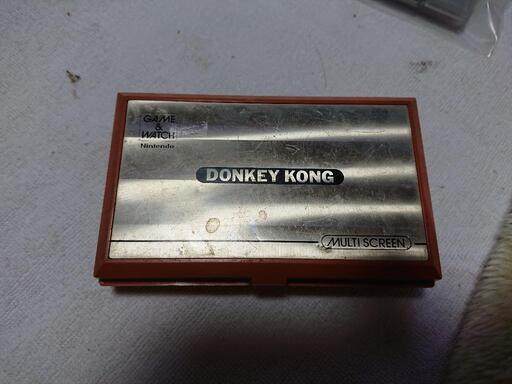 GAME
&
WATCH
Nintendo
DONKEY KONG
MULTI SCREEN